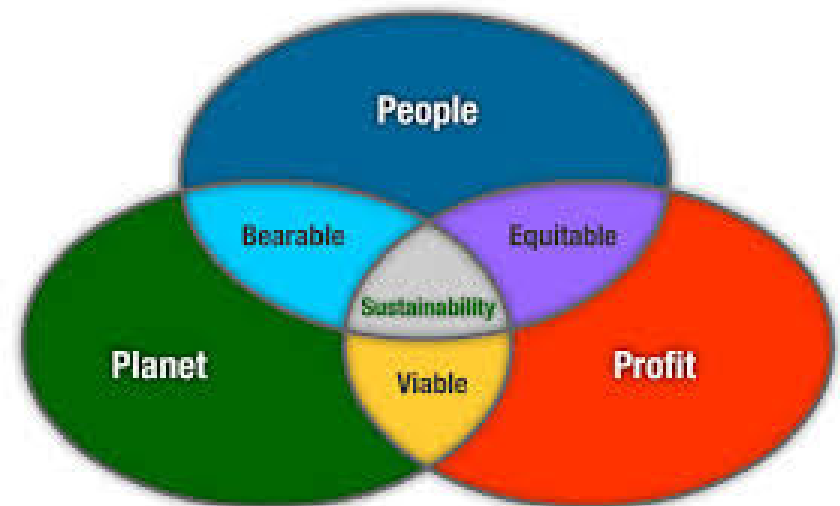 People
Bearable
Equitable
Sustainability
Planet
Viable
Profit